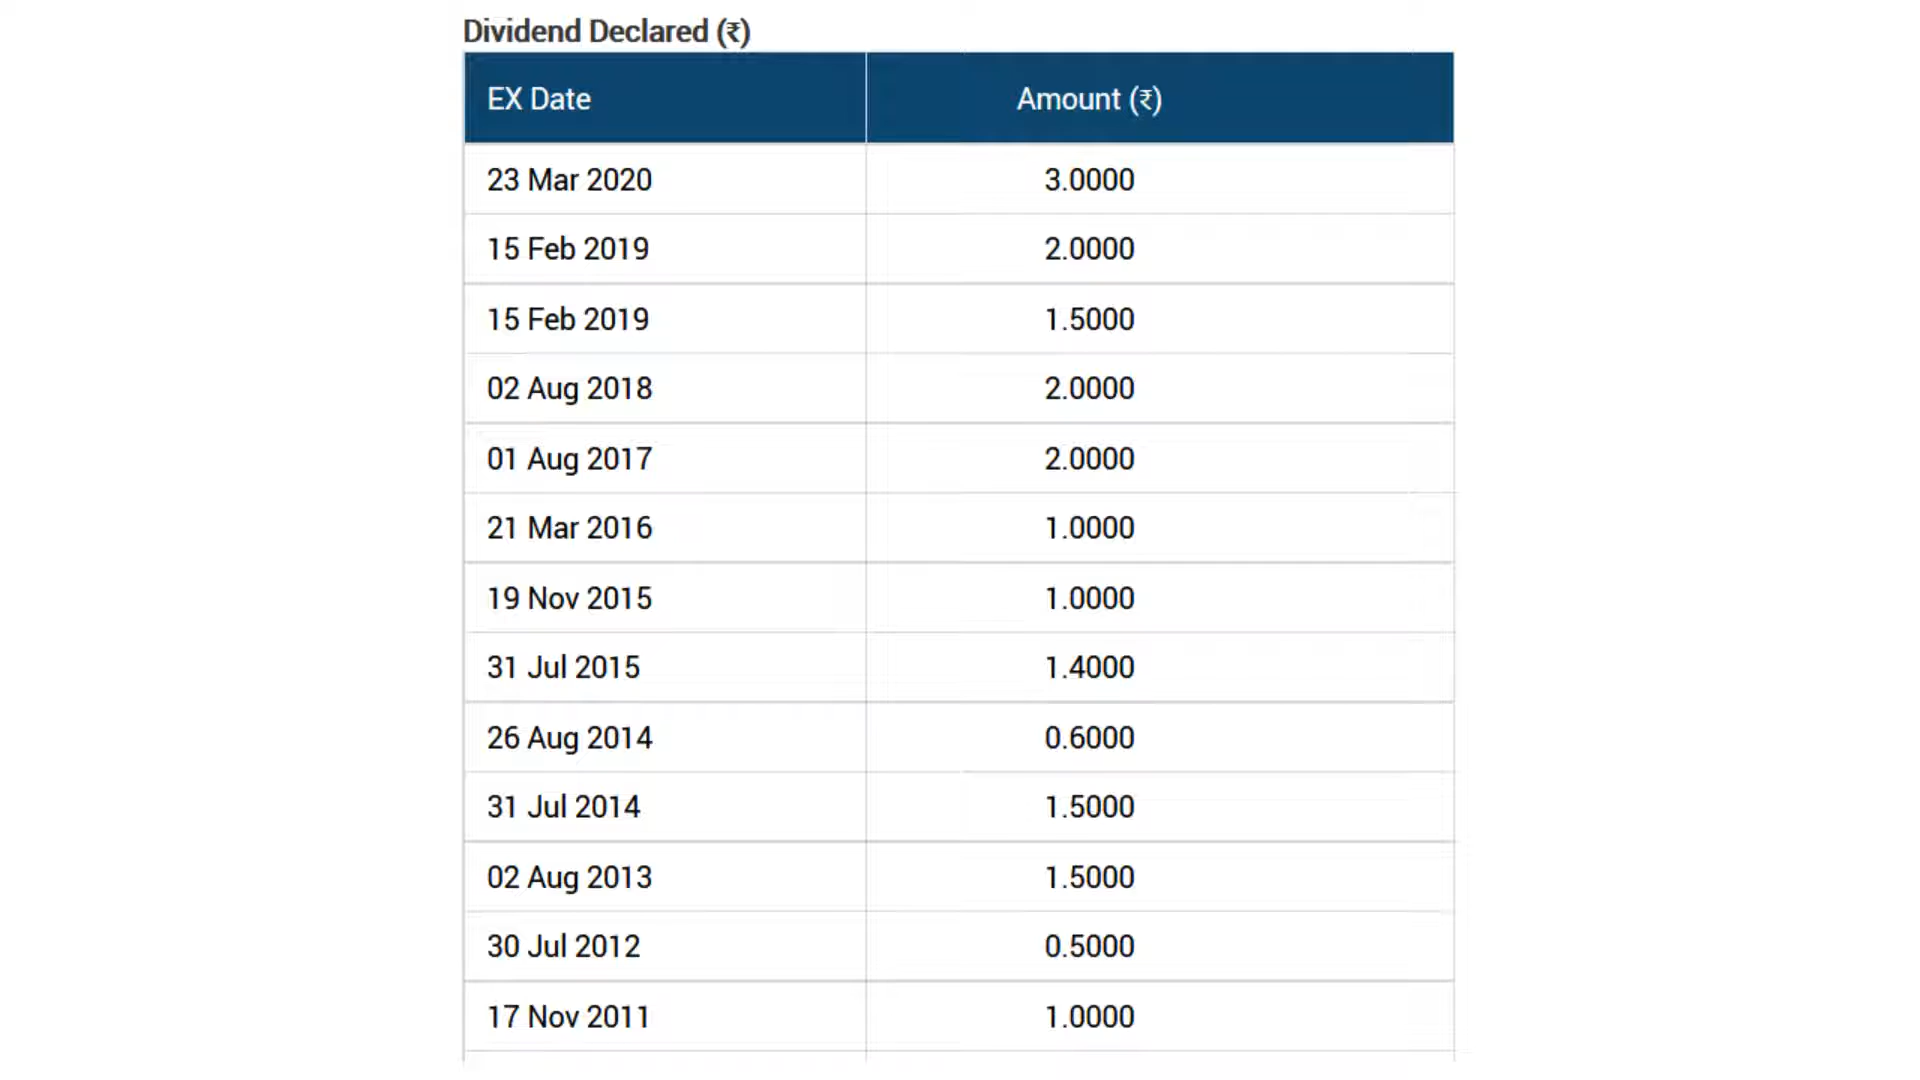 Dividend Declared (₹)
EX Date Amount (₹)
23 Mar 2020 3.0000
15 Feb 2019 2.0000
15 Feb 2019 1.5000
02 Aug 2018 2.0000
01 Aug 2017 2.0000
21 Mar 2016 1.0000
19 Nov 2015 1.0000
31 Jul 2015 1.4000
26 Aug 2014 0.6000
31 Jul 2014 1.5000
02 Aug 2013 1.5000
30 Jul 2012 0.5000
17 Nov 2011 1.0000